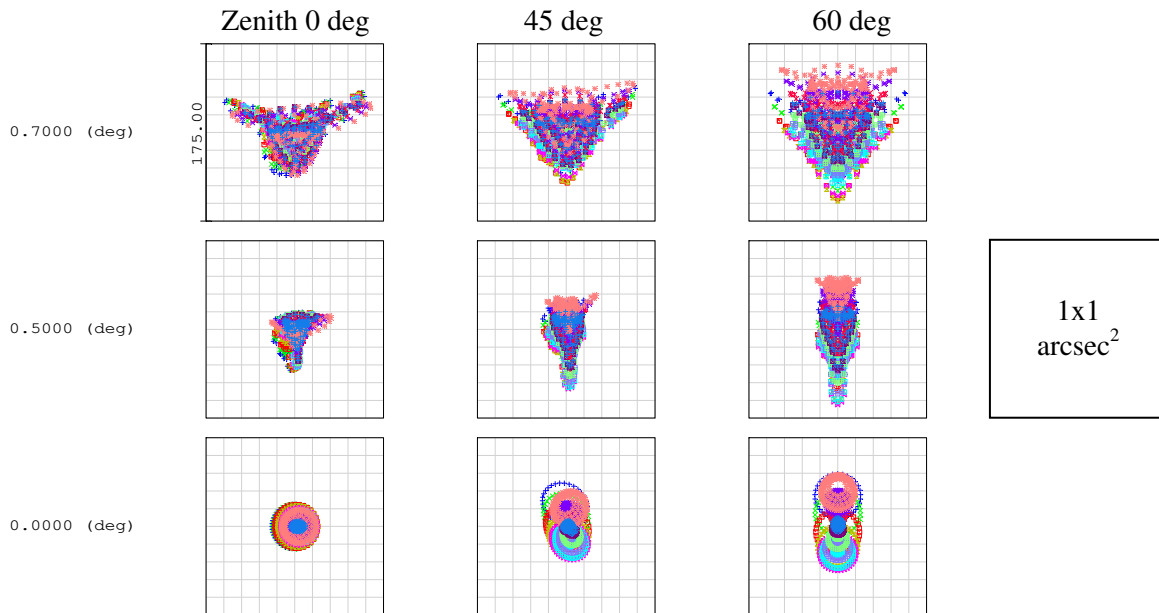 Zenith 0 deg 45 deg 60 deg
0.7000 (deg)
175.00
0.5000 (deg)
1x1
arcsec²
0.0000 (deg)